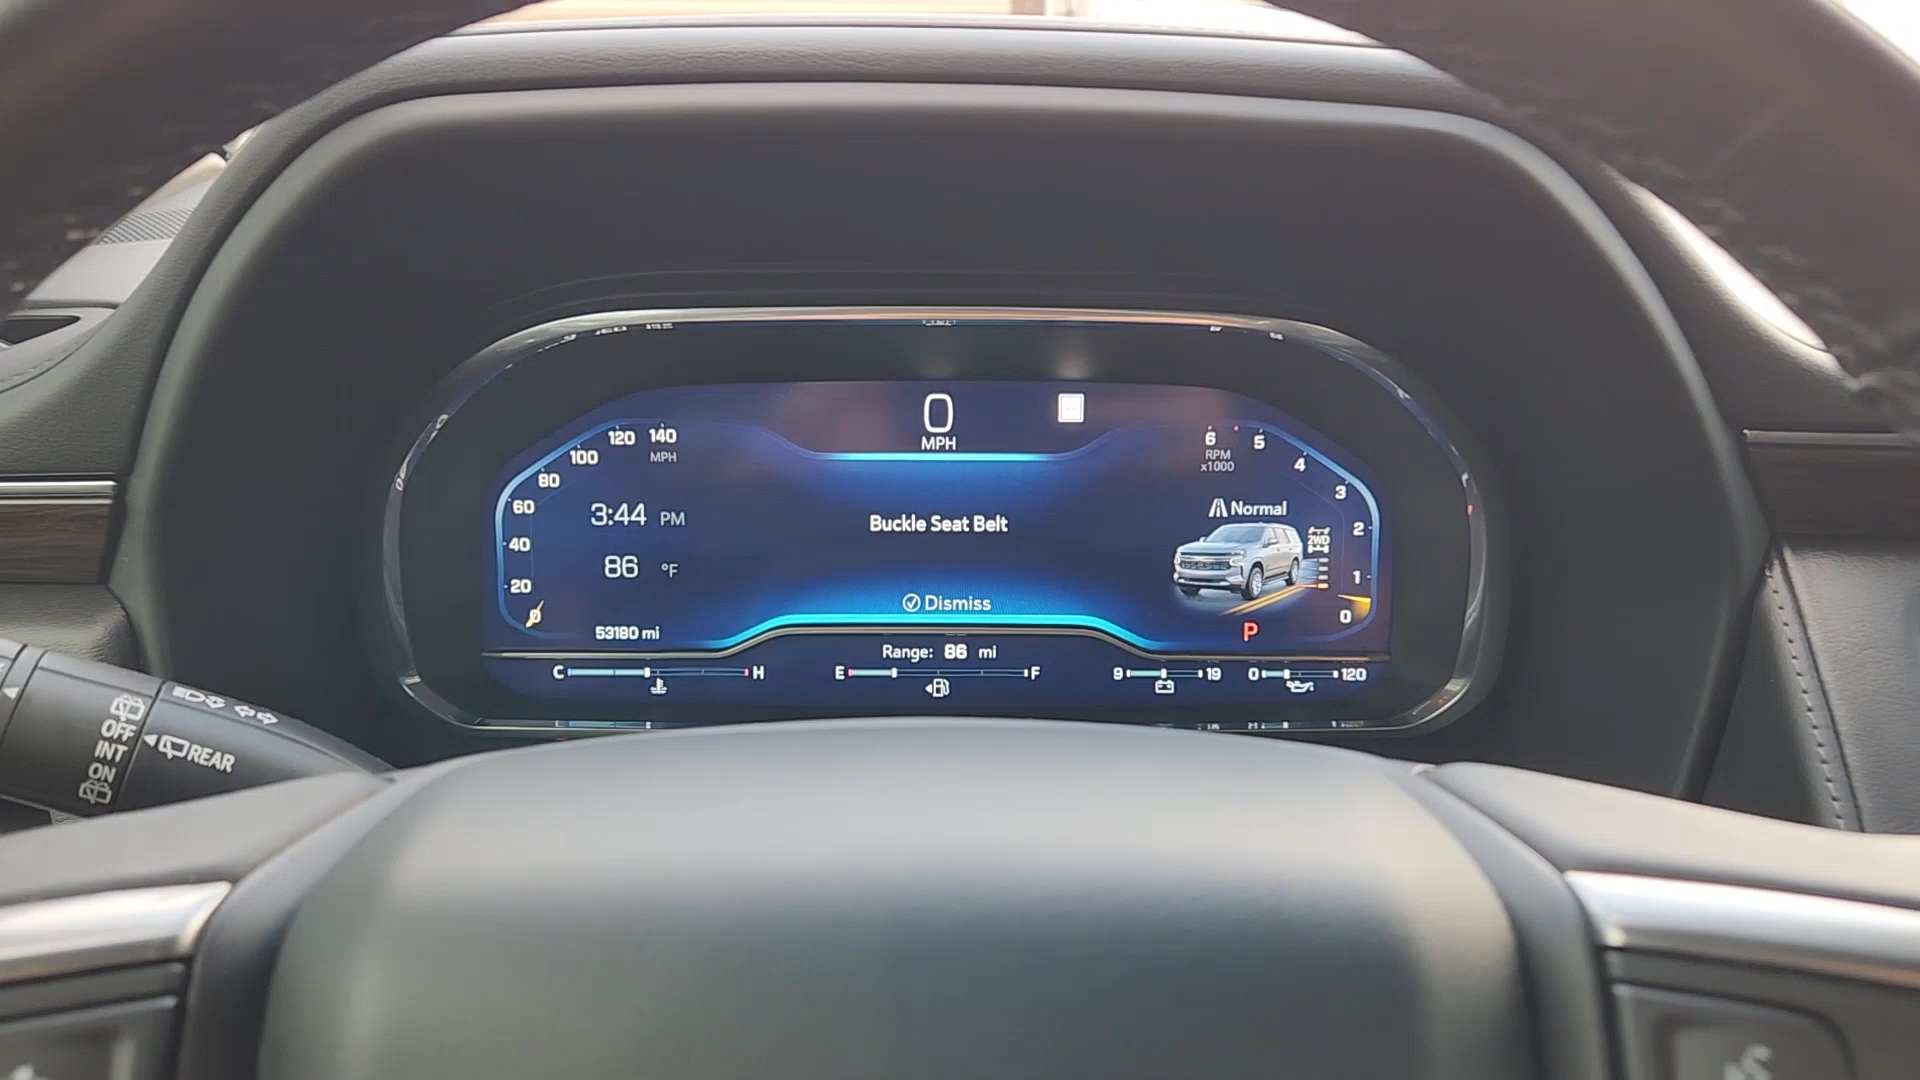 0
MPH
120 140
MPH
100
80
60
40
20
0
3:44 PM
86 °F
53180 mi
Buckle Seat Belt
Dismiss
6 5
RPM
x1000
4
3
2
1
0
Normal
2WD
P
Range: 86 mi
C H
E F
9 19
0 120
OFF
INT
ON
REAR